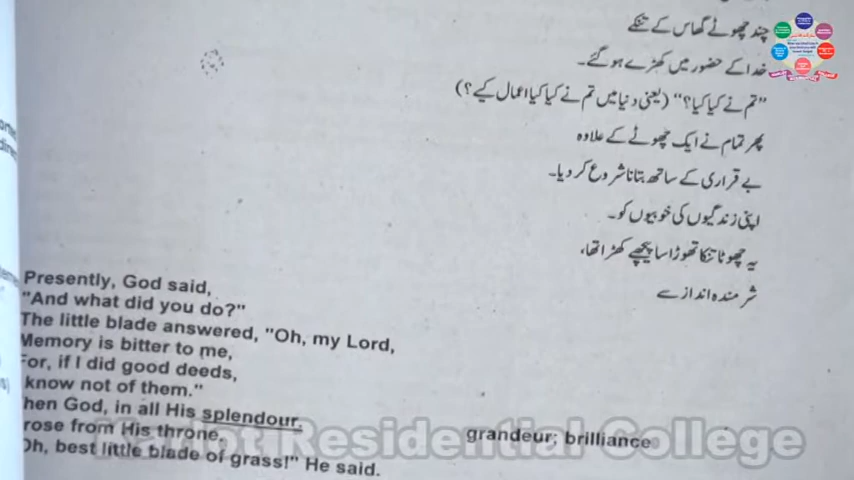 چند چھوٹے گھاس کے تنکے
خدا کے حضور میں کھڑے ہو گئے۔
”تم نے کیا کیا؟“ (یعنی دنیا میں تم نے کیا کیا اعمال کیے؟)
پھر تمام نے ایک چھوٹے کے علاوہ
بے قراری کے ساتھ بتانا شروع کر دیا۔
اپنی زندگیوں کی خوبیوں کو۔
یہ چھوٹا تنکا تھوڑا سا پیچھے کھڑا تھا،
شرمندہ انداز سے
Presently, God said,
"And what did you do?"
The little blade answered, "Oh, my Lord,
Memory is bitter to me,
For, if I did good deeds,
know not of them."
hen God, in all His splendour.
rose from His throne.
Oh, best little blade of grass!" He said.
grandeur; brilliance
Karlot Residential College